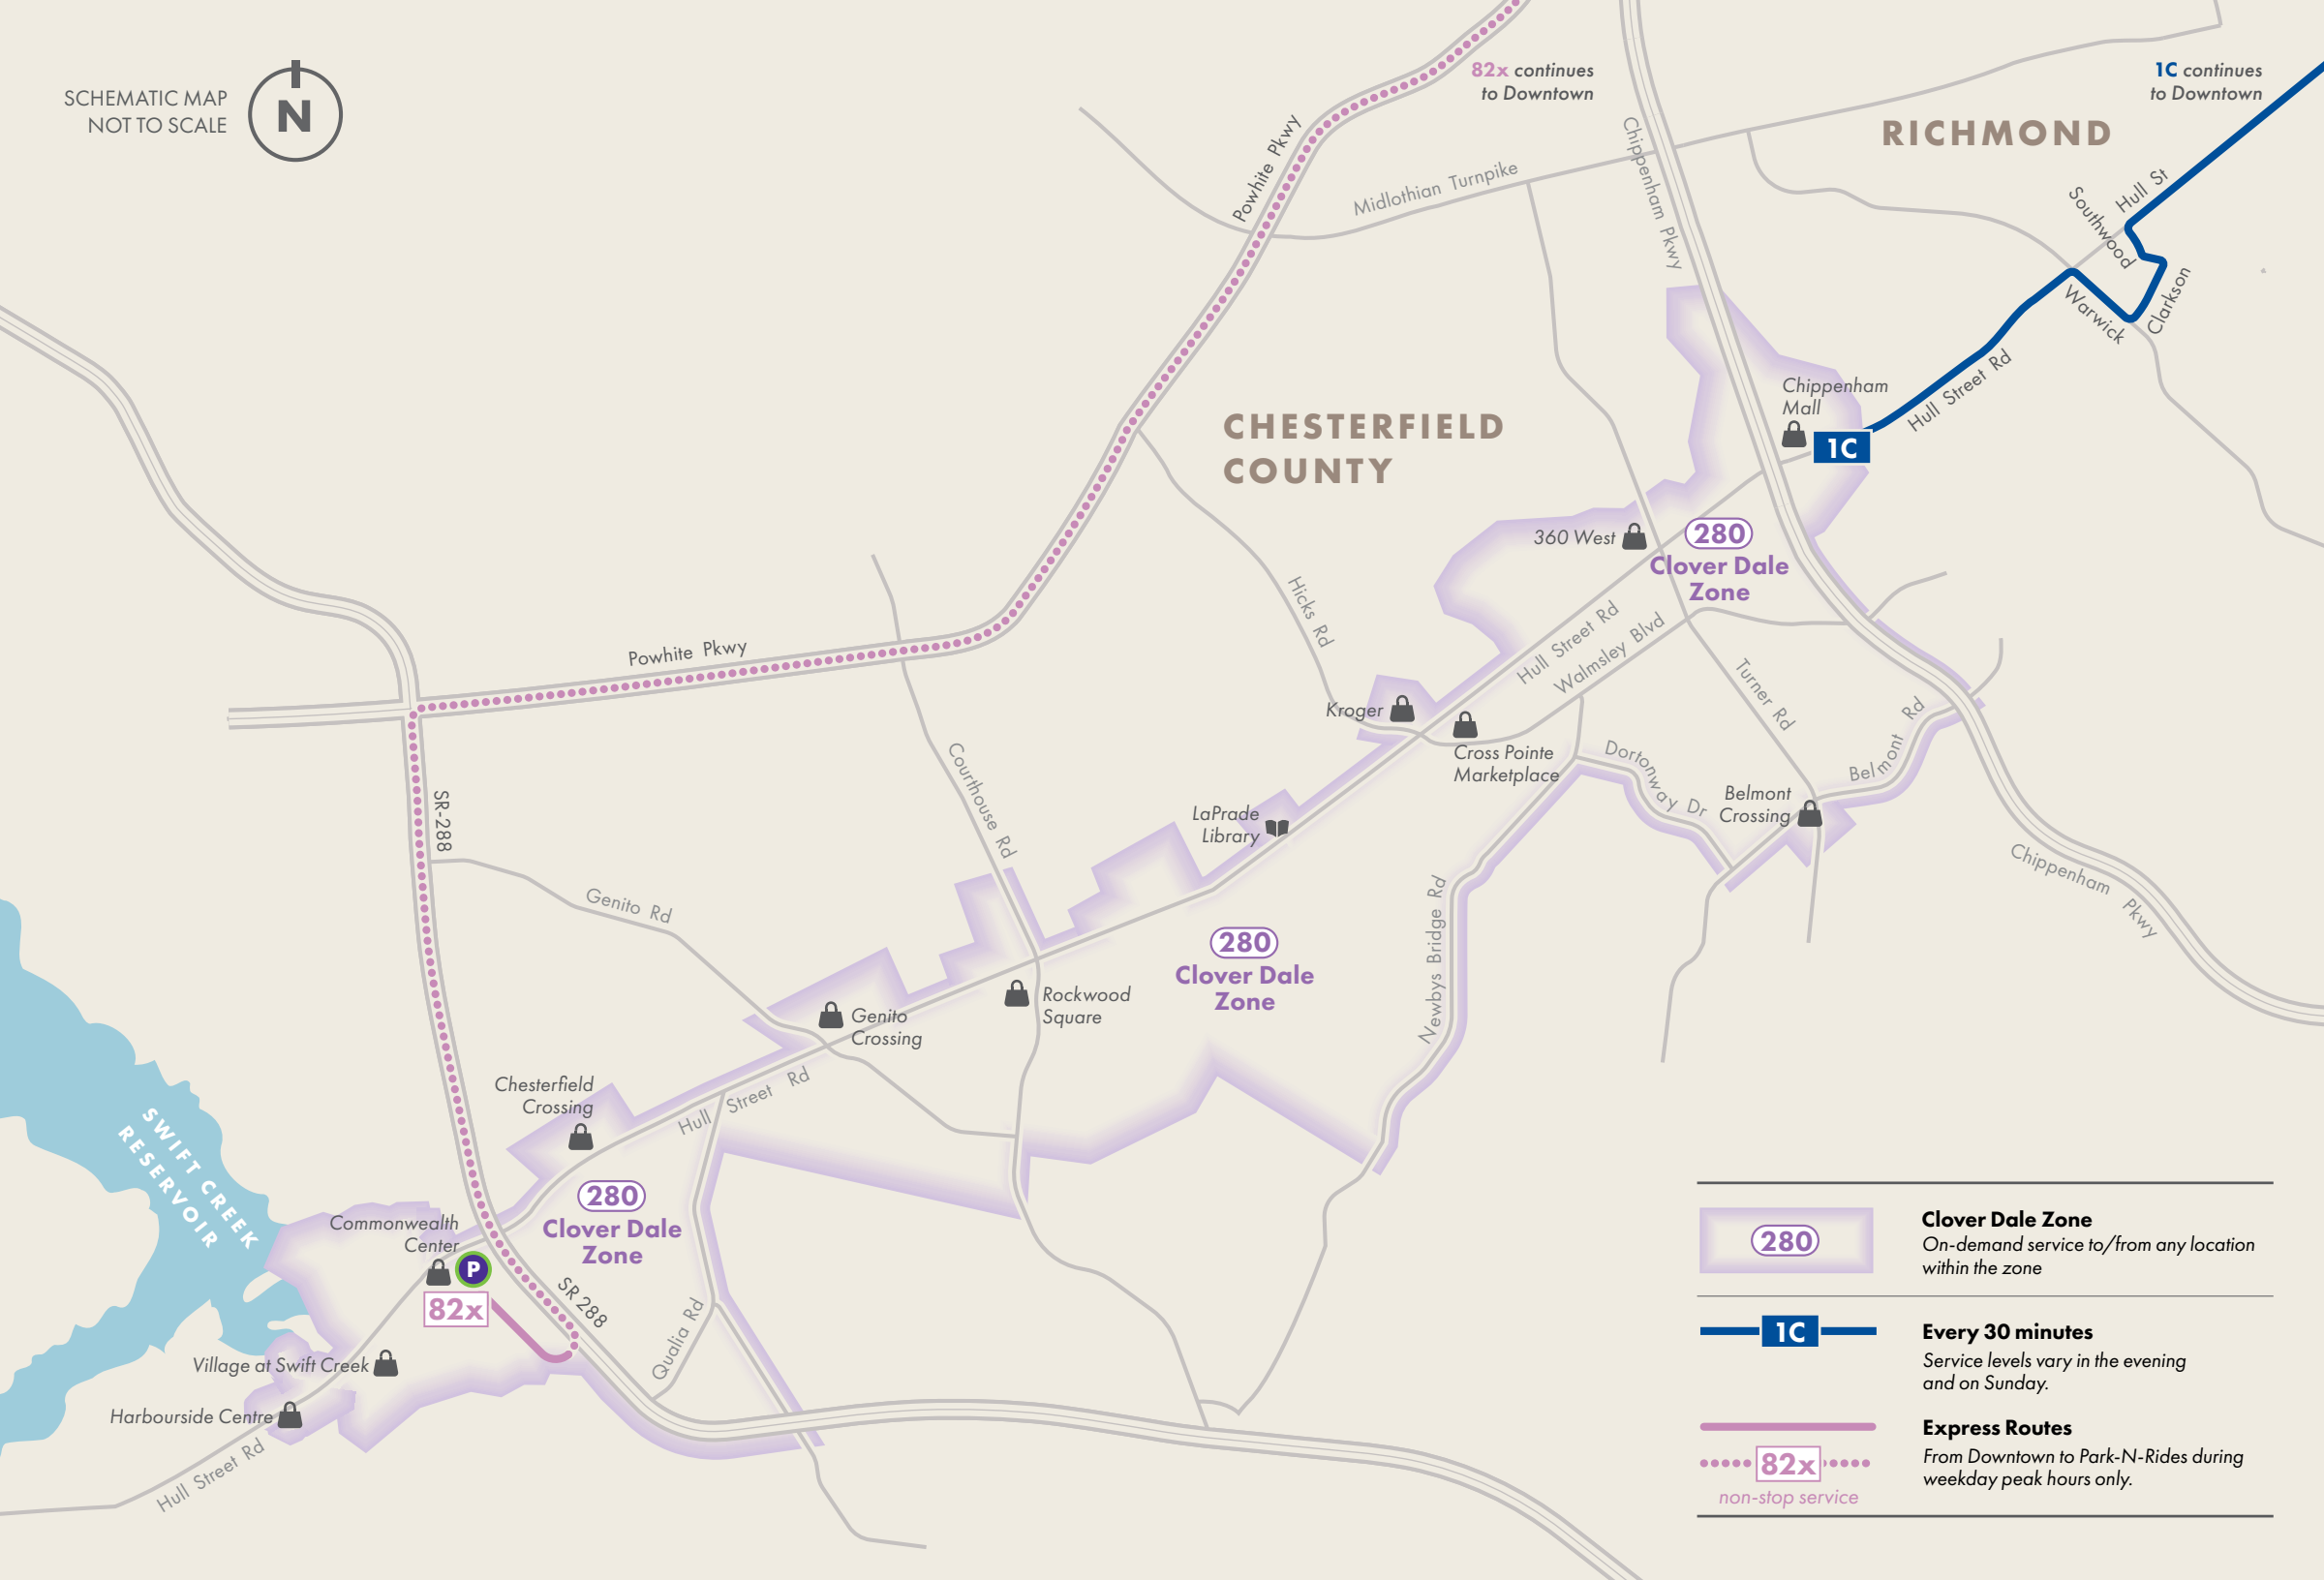 SCHEMATIC MAP
NOT TO SCALE
N
82x continues
to Downtown
1C continues
to Downtown
RICHMOND
Powhite Pkwy
Midlothian Turnpike
Chippenham Pkwy
Hull St
Southwood
Clarkson
Warwick
Hull Street Rd
Chippenham
Mall
1C
CHESTERFIELD
COUNTY
360 West
280
Clover Dale
Zone
Hicks Rd
Hull Street Rd
Walmsley Blvd
Turner Rd
Powhite Pkwy
Kroger
Cross Pointe
Marketplace
Dortonway Dr
Belmont
Crossing
Belmont Rd
Chippenham Pkwy
SR-288
Courthouse Rd
LaPrade
Library
Genito Rd
Newbys Bridge Rd
280
Clover Dale
Zone
Rockwood
Square
Genito
Crossing
Chesterfield
Crossing
Hull Street Rd
SWIFT CREEK
RESERVOIR
Commonwealth
Center
P
82x
280
Clover Dale
Zone
SR 288
Qualia Rd
Village at Swift Creek
Harbourside Centre
Hull Street Rd
280
Clover Dale Zone
On-demand service to/from any location
within the zone
1C
Every 30 minutes
Service levels vary in the evening
and on Sunday.
Express Routes
82x
From Downtown to Park-N-Rides during
weekday peak hours only.
non-stop service